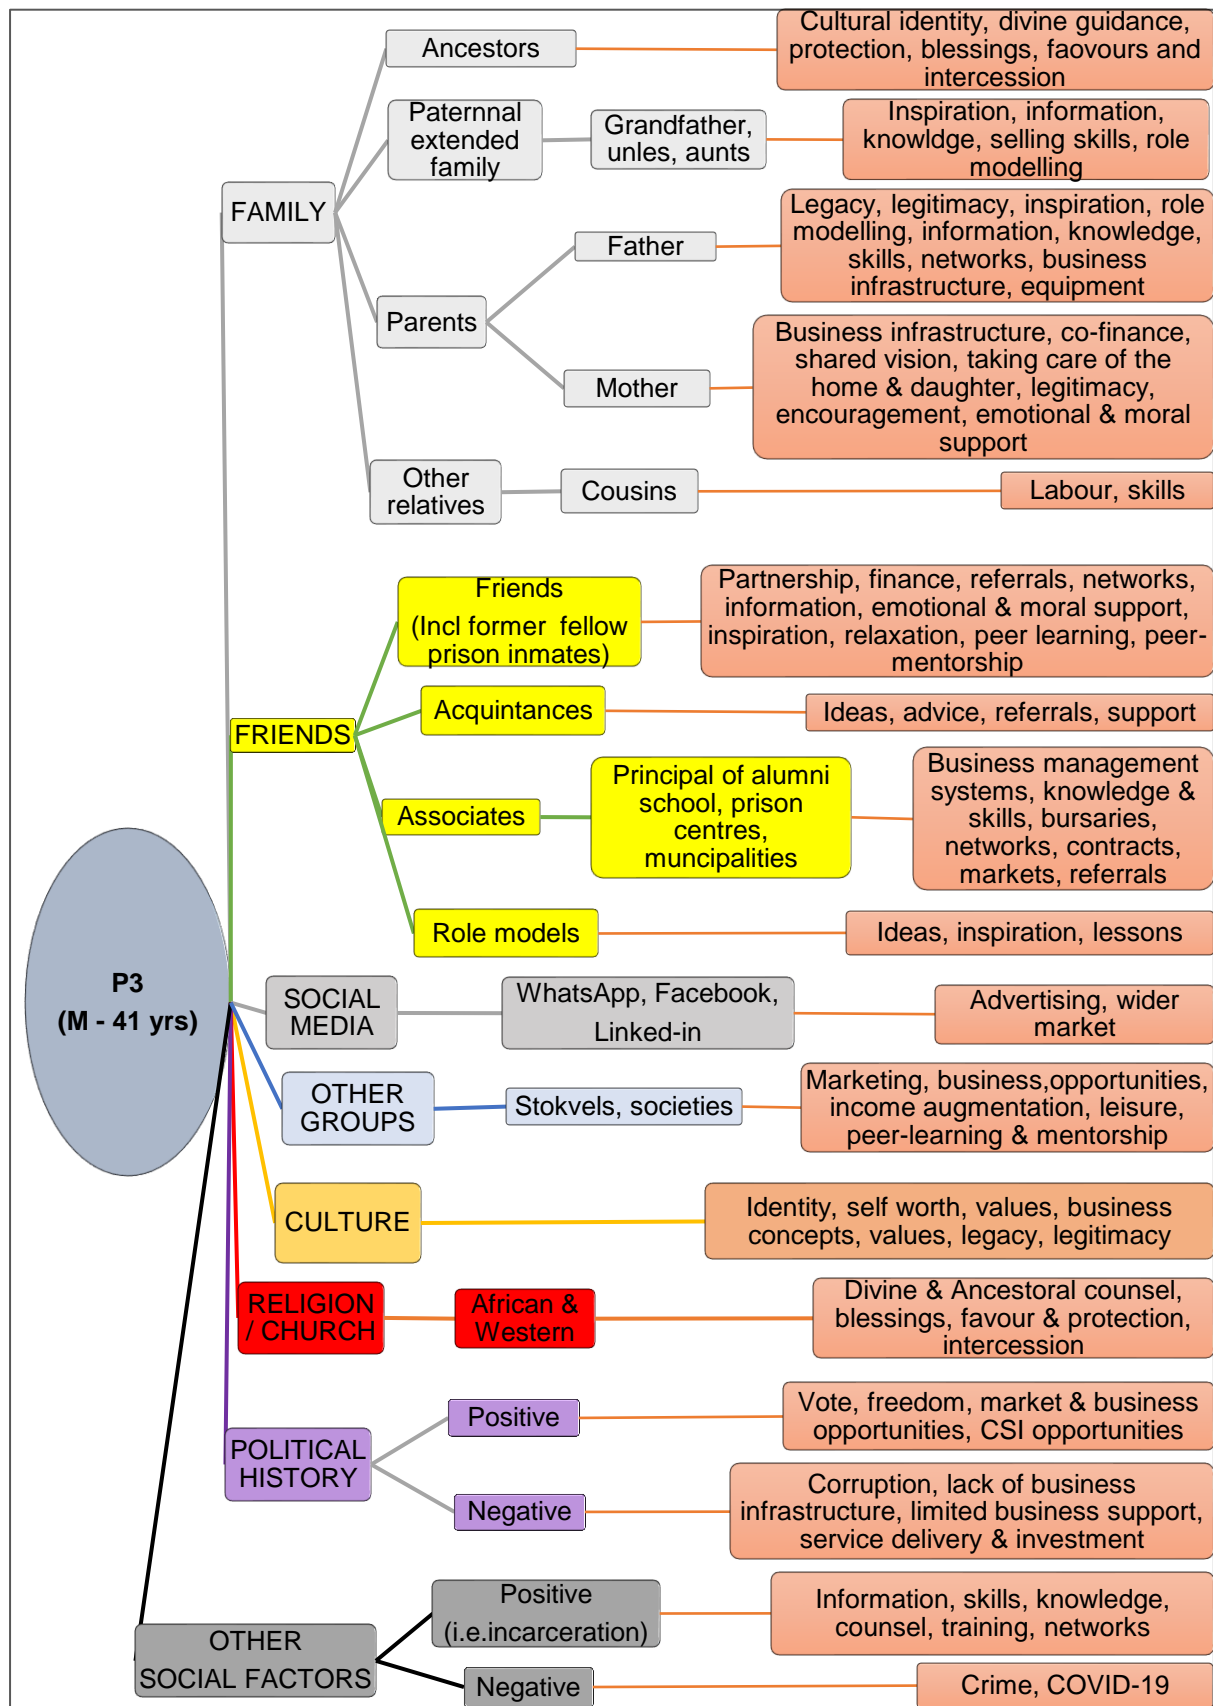 Ancestors
Cultural identity, divine guidance,
protection, blessings, faovours and
intercession
Paternnal
extended
family
Grandfather,
unles, aunts
Inspiration, information,
knowldge, selling skills, role
modelling
FAMILY
Parents
Father
Legacy, legitimacy, inspiration, role
modelling, information, knowledge,
skills, networks, business
infrastructure, equipment
Mother
Business infrastructure, co-finance,
shared vision, taking care of the
home & daughter, legitimacy,
encouragement, emotional & moral
support
Other
relatives
Cousins
Labour, skills
FRIENDS
Friends
(Incl former fellow
prison inmates)
Partnership, finance, referrals, networks,
information, emotional & moral support,
inspiration, relaxation, peer learning, peer-
mentorship
Acquintances
Ideas, advice, referrals, support
Associates
Principal of alumni
school, prison
centres,
muncipalities
Business management
systems, knowledge &
skills, bursaries,
networks, contracts,
markets, referrals
Role models
Ideas, inspiration, lessons
P3
(M - 41 yrs)
SOCIAL
MEDIA
WhatsApp, Facebook,
Linked-in
Advertising, wider
market
OTHER
GROUPS
Stokvels, societies
Marketing, business,opportunities,
income augmentation, leisure,
peer-learning & mentorship
CULTURE
Identity, self worth, values, business
concepts, values, legacy, legitimacy
RELIGION
/ CHURCH
African &
Western
Divine & Ancestoral counsel,
blessings, favour & protection,
intercession
POLITICAL
HISTORY
Positive
Vote, freedom, market & business
opportunities, CSI opportunities
Negative
Corruption, lack of business
infrastructure, limited business support,
service delivery & investment
OTHER
SOCIAL FACTORS
Positive
(i.e.incarceration)
Information, skills, knowledge,
counsel, training, networks
Negative
Crime, COVID-19